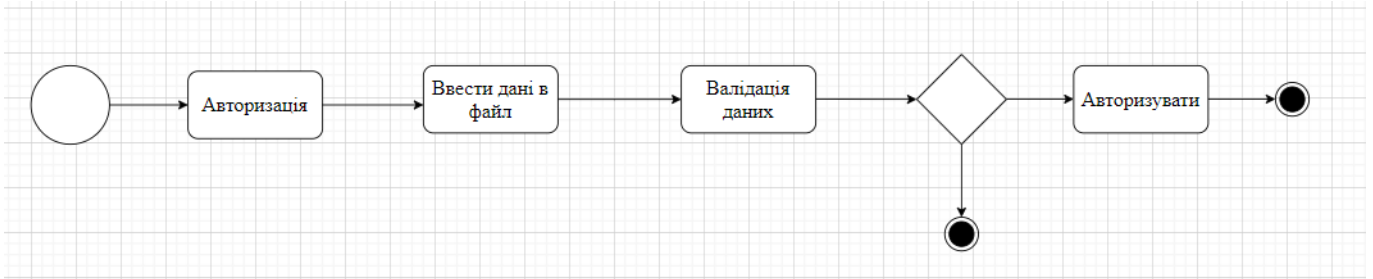 Авторизація
Ввести дані в
файл
Валідація
даних
Авторизувати